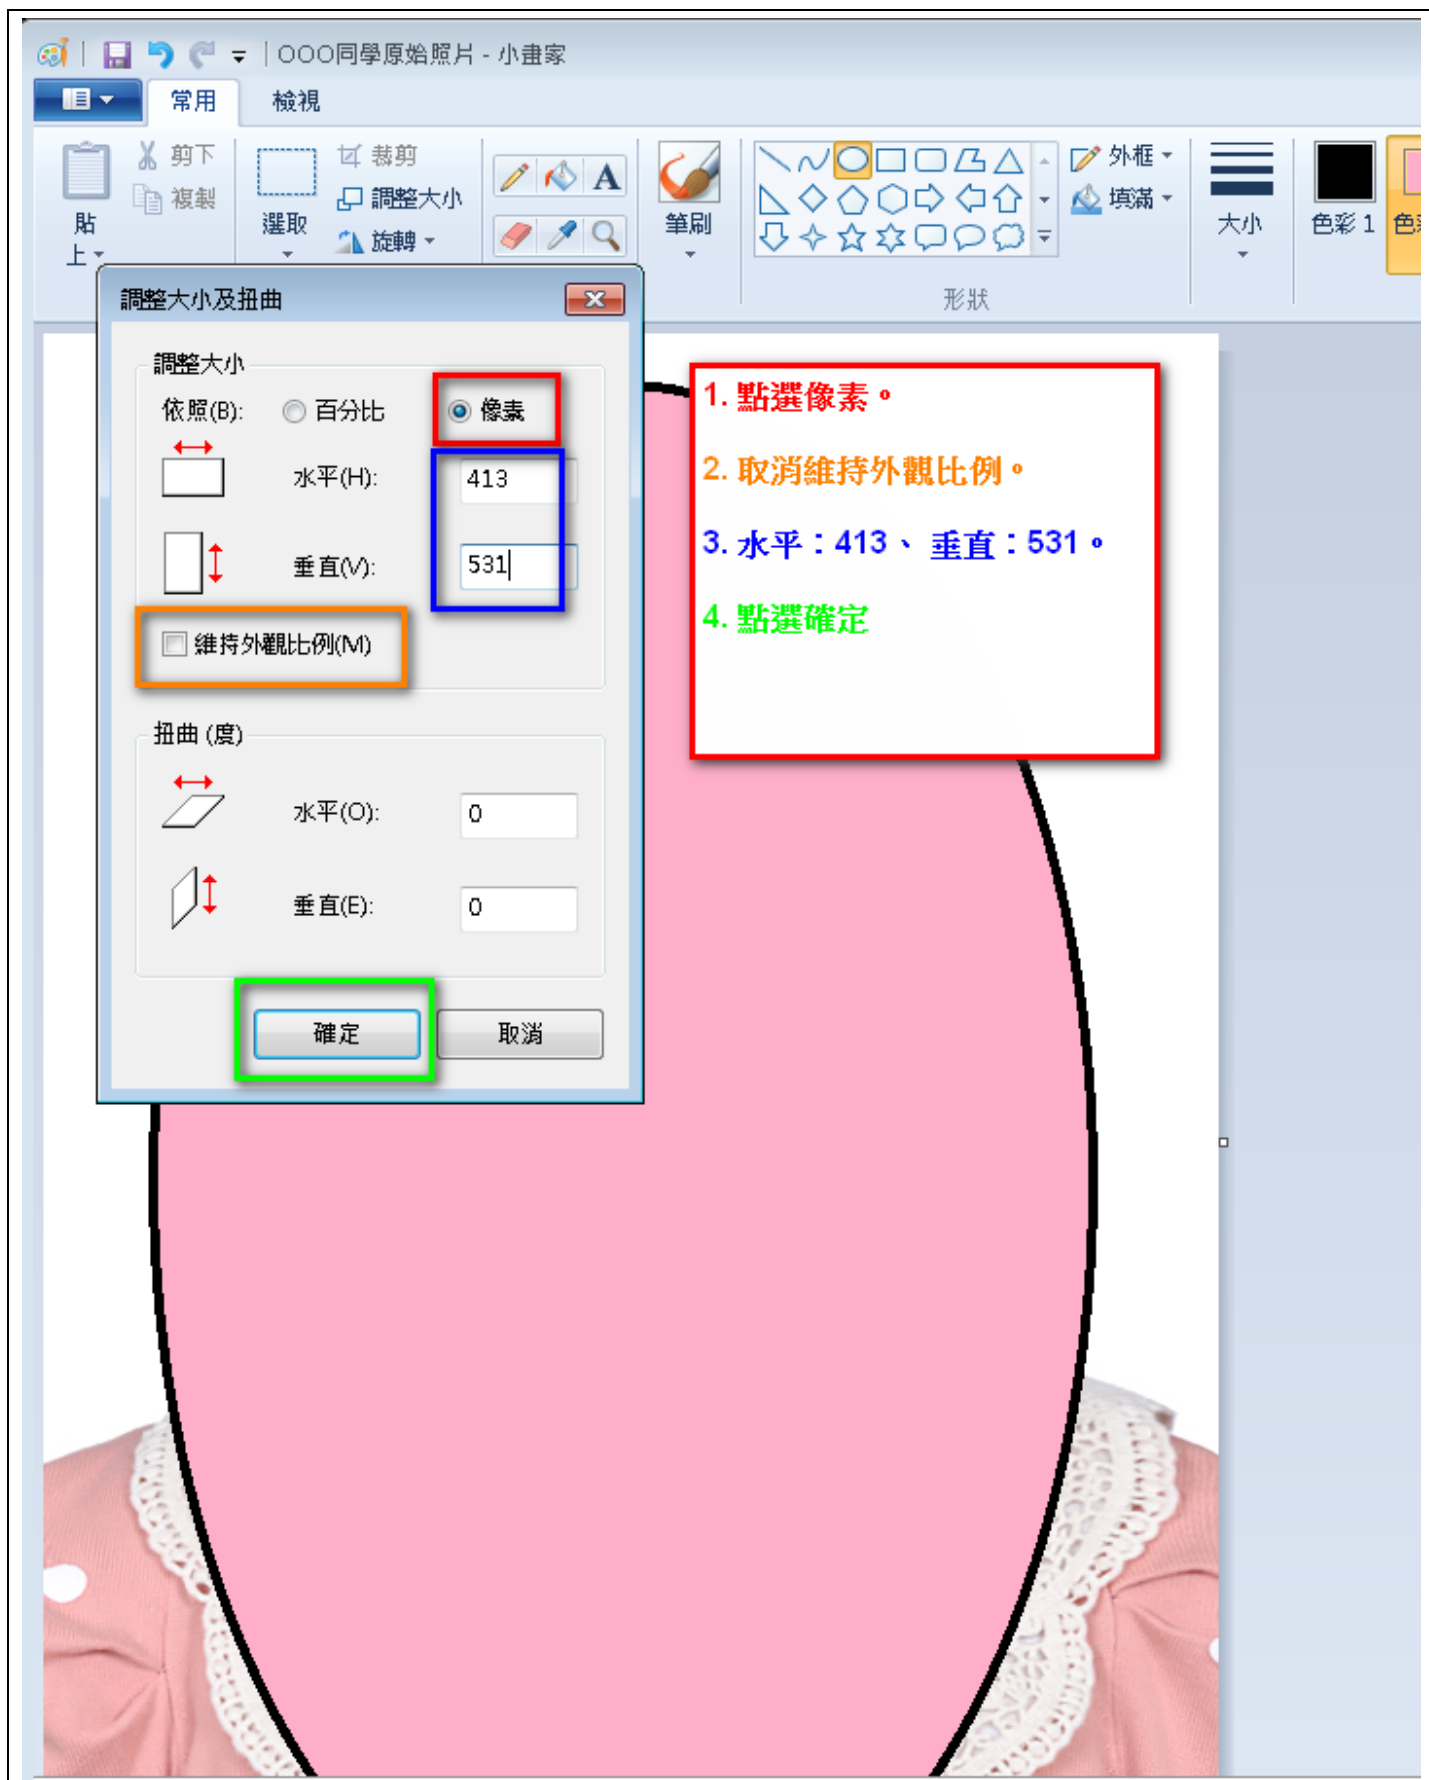 OOO同學原始照片 - 小畫家
常用 檢視
剪下
複製
貼上
選取
裁剪
調整大小
旋轉
A
筆刷
外框
填滿
形狀
大小
色彩 1
調整大小及扭曲
調整大小
依照(B): 百分比 像素
水平(H): 413
垂直(V): 531
維持外觀比例(M)
扭曲 (度)
水平(O): 0
垂直(E): 0
確定 取消
1. 點選像素。
2. 取消維持外觀比例。
3. 水平：413、 垂直：531。
4. 點選確定